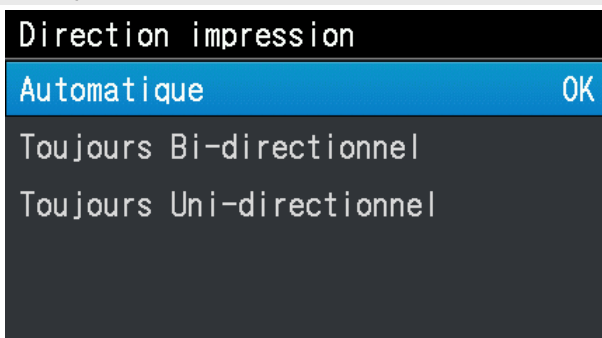 Direction impression
Automatique OK
Toujours Bi-directionnel
Toujours Uni-directionnel